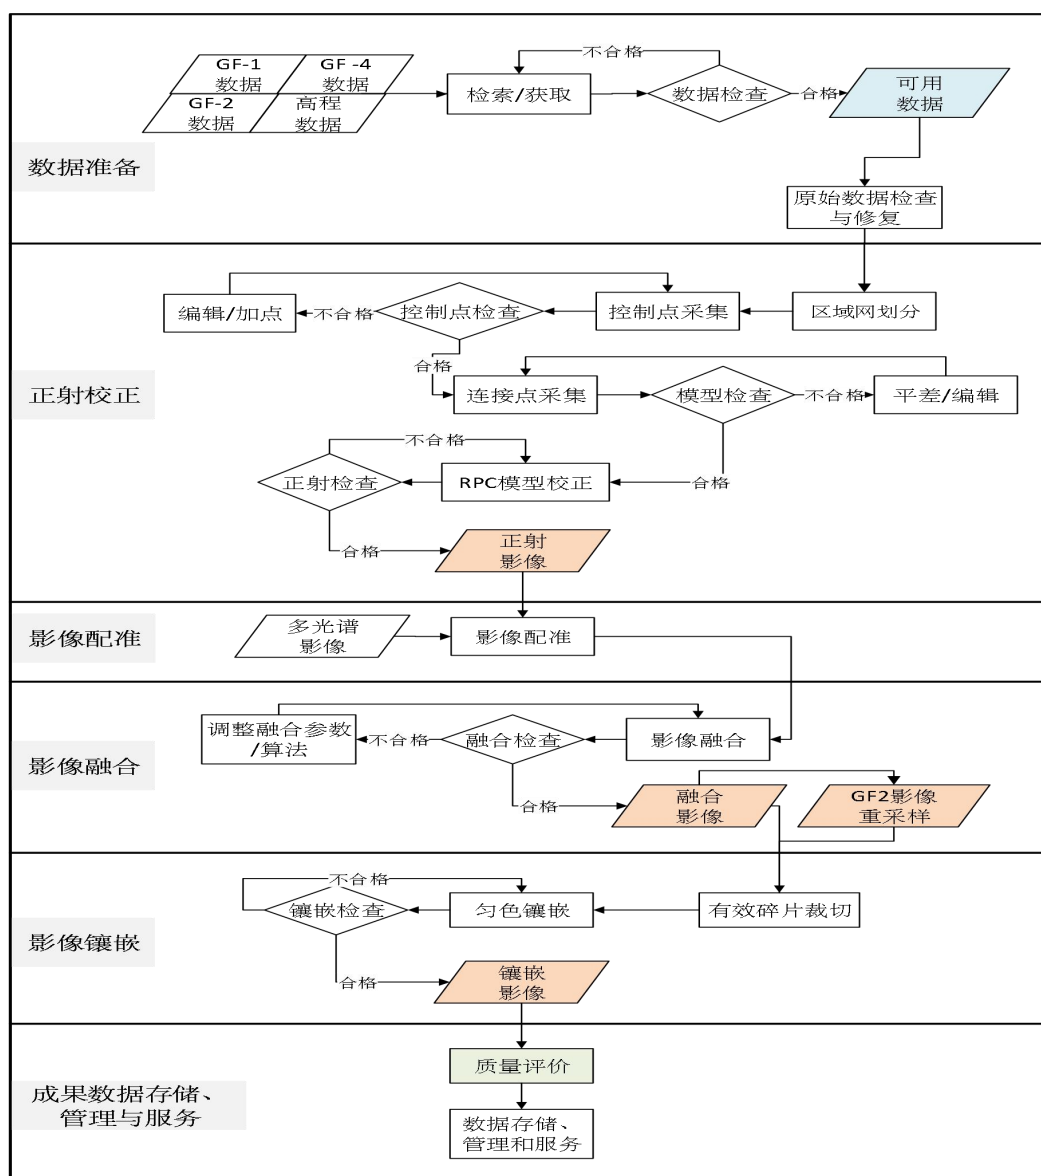 数据准备
GF-1
数据
GF -4
数据
GF-2
数据
高程
数据
检索/获取
不合格
数据检查
合格
可用
数据
原始数据检查
与修复
正射校正
编辑/加点
不合格
控制点检查
控制点采集
区域网划分
合格
连接点采集
模型检查
不合格
平差/编辑
不合格
正射检查
RPC模型校正
合格
合格
正射
影像
影像配准
多光谱
影像
影像配准
影像融合
调整融合参数
/算法
不合格
融合检查
影像融合
合格
融合
影像
GF2影像
重采样
影像镶嵌
不合格
镶嵌检查
匀色镶嵌
有效碎片裁切
合格
镶嵌
影像
成果数据存储、
管理与服务
质量评价
数据存储、
管理和服务